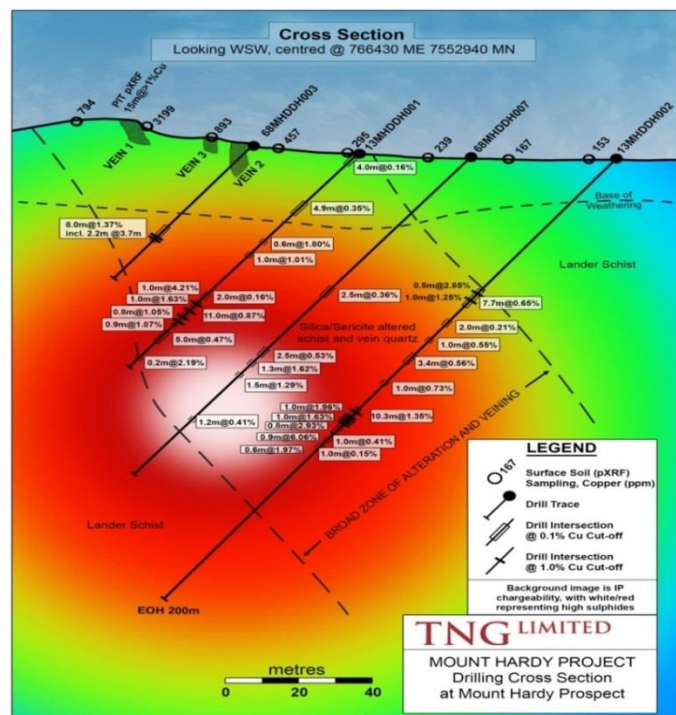 Cross Section
Looking WSW, centred @ 766430 ME 7552940 MN
794
PIT pXRF
15m@>1%Cu
3199
893
68MHDDH003
457
295
13MHDDH001
239
68MHDDH007
167
153
13MHDDH002
VEIN 1
VEIN 3
VEIN 2
4.0m@0.16%
Base of
Weathering
4.9m@0.35%
8.0m@1.37%
incl. 2.2m @3.7m
0.6m@1.80%
1.0m@1.01%
Lander Schist
1.0m@4.21%
1.0m@1.63%
0.8m@1.05%
0.9m@1.07%
2.0m@0.16%
11.0m@0.87%
5.0m@0.47%
0.2m@2.19%
2.5m@0.36%
0.5m@2.85%
1.0m@1.25%
7.7m@0.65%
Silica/Sericite altered
schist and vein quartz
2.0m@0.21%
1.0m@0.55%
2.5m@0.53%
1.3m@1.62%
3.4m@0.56%
1.5m@1.29%
1.0m@0.73%
1.2m@0.41%
1.0m@1.96%
1.0m@1.63%
0.8m@2.93%
0.9m@6.06%
0.6m@1.97%
10.3m@1.35%
1.0m@0.41%
1.0m@0.15%
BROAD ZONE OF ALTERATION AND VEINING
Lander Schist
EOH 200m
LEGEND
167
Surface Soil (pXRF)
Sampling, Copper (ppm)
Drill Trace
Drill Intersection
@ 0.1% Cu Cut-off
Drill Intersection
@ 1.0% Cu Cut-off
Background image is IP
chargeability, with white/red
representing high sulphides
TNG LIMITED
MOUNT HARDY PROJECT
Drilling Cross Section
at Mount Hardy Prospect
metres
0 20 40